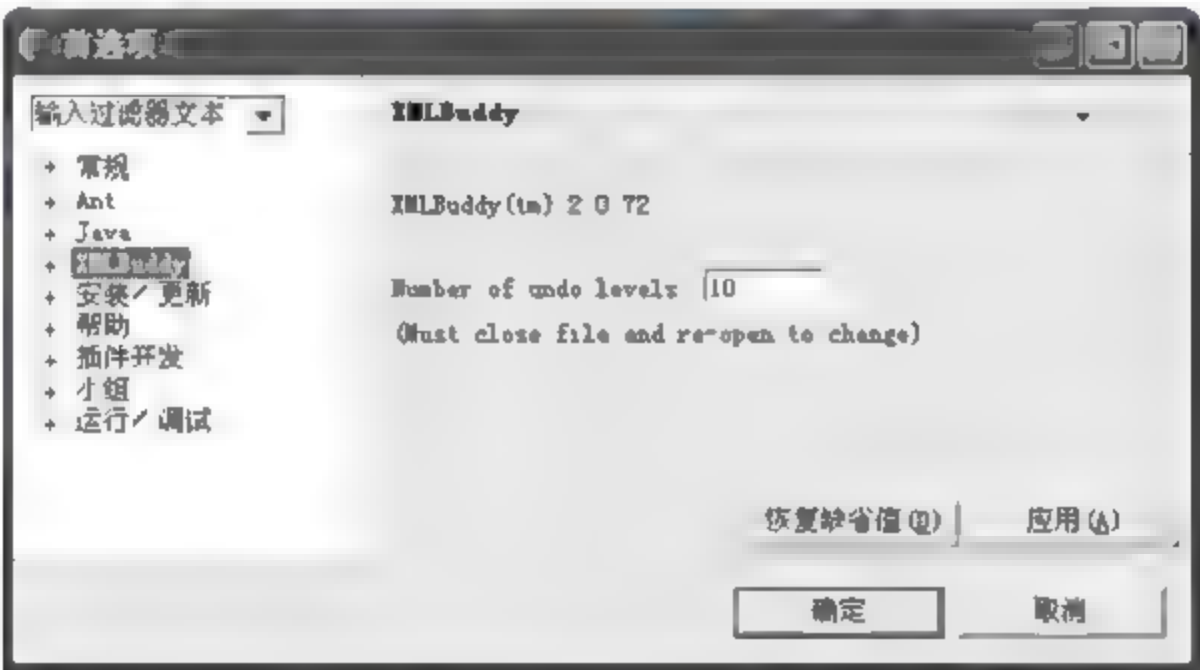 首选项
输入过滤器文本
常规
Ant
Java
XMLBuddy
安装/更新
帮助
插件开发
小组
运行/调试
XMLBuddy
XMLBuddy(tm) 2 0 72
Number of undo levels 10
(Must close file and re-open to change)
恢复缺省值(D) 应用(A)
确定 取消